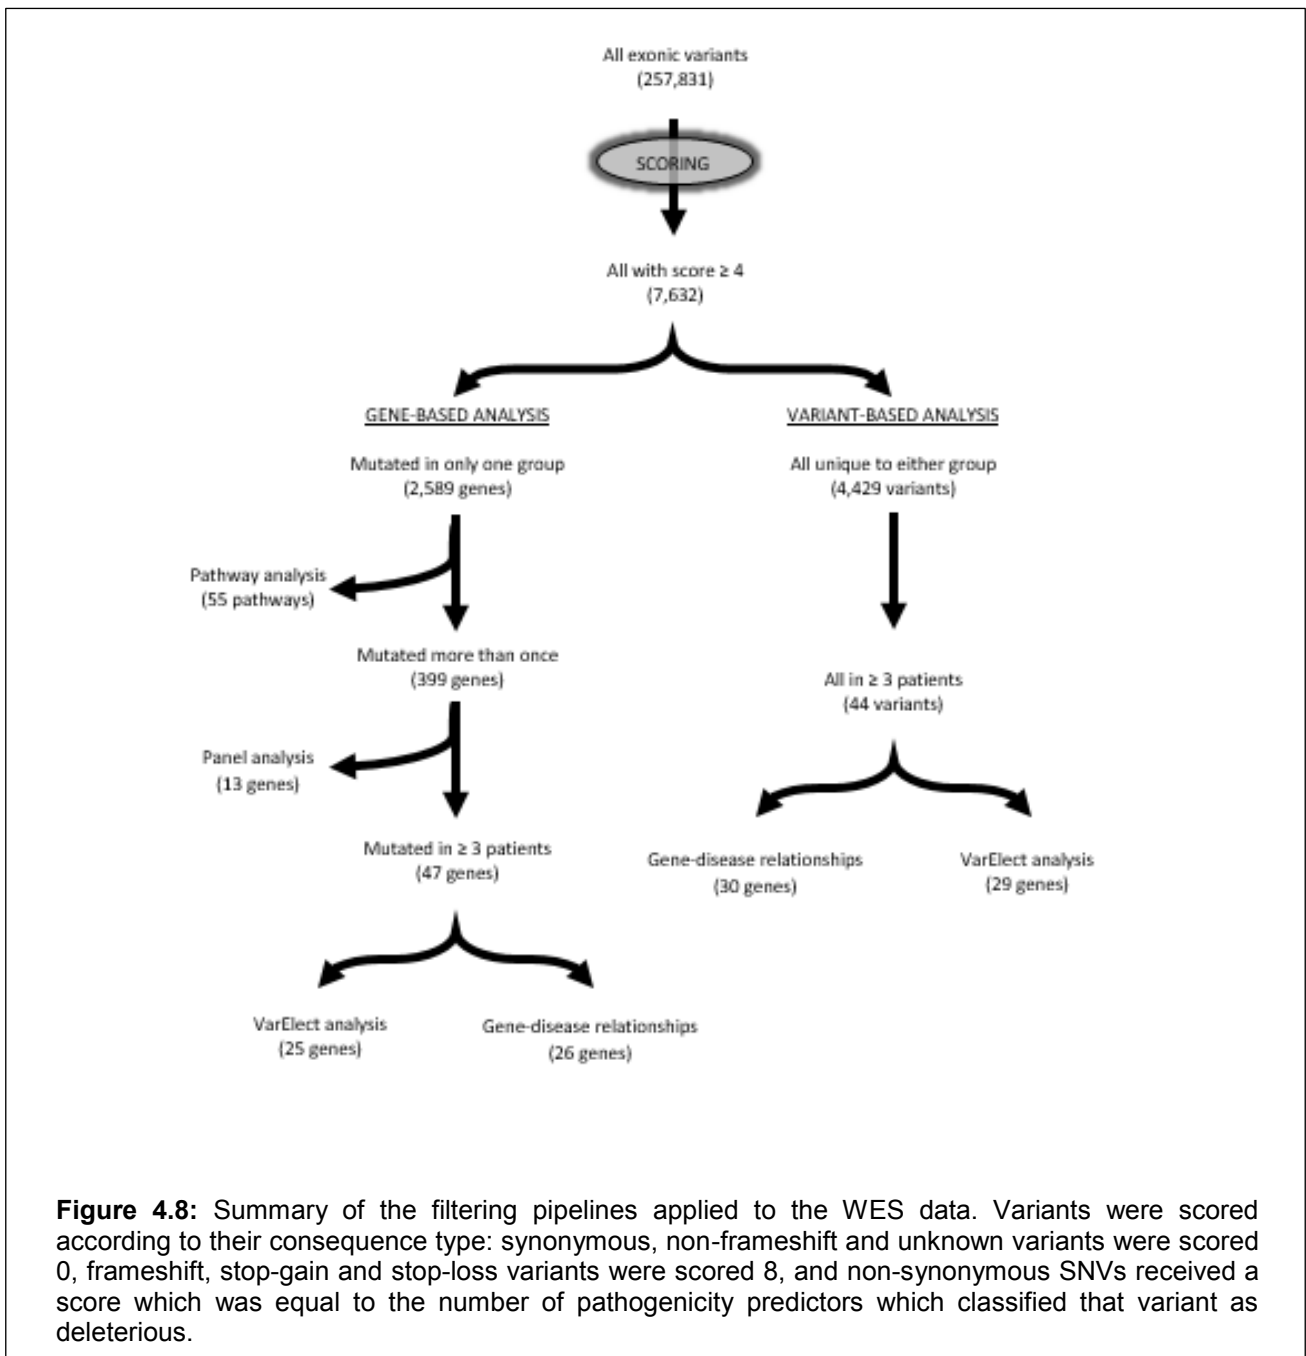 All exonic variants
(257,831)
SCORING
All with score ≥ 4
(7,632)
GENE-BASED ANALYSIS
Mutated in only one group
(2,589 genes)
Pathway analysis
(55 pathways)
Mutated more than once
(399 genes)
Panel analysis
(13 genes)
Mutated in ≥ 3 patients
(47 genes)
VarElect analysis
(25 genes)
Gene-disease relationships
(26 genes)
VARIANT-BASED ANALYSIS
All unique to either group
(4,429 variants)
All in ≥ 3 patients
(44 variants)
Gene-disease relationships
(30 genes)
VarElect analysis
(29 genes)
Figure 4.8: Summary of the filtering pipelines applied to the WES data. Variants were scored
according to their consequence type: synonymous, non-frameshift and unknown variants were scored
0, frameshift, stop-gain and stop-loss variants were scored 8, and non-synonymous SNVs received a
score which was equal to the number of pathogenicity predictors which classified that variant as
deleterious.